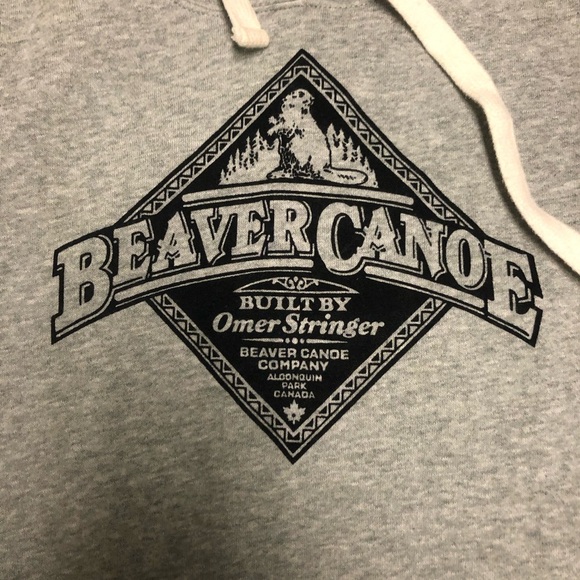 BEAVER CANOE
BUILT BY
Omer Stringer
BEAVER CANOE
COMPANY
ALGONQUIN
PARK
CANADA